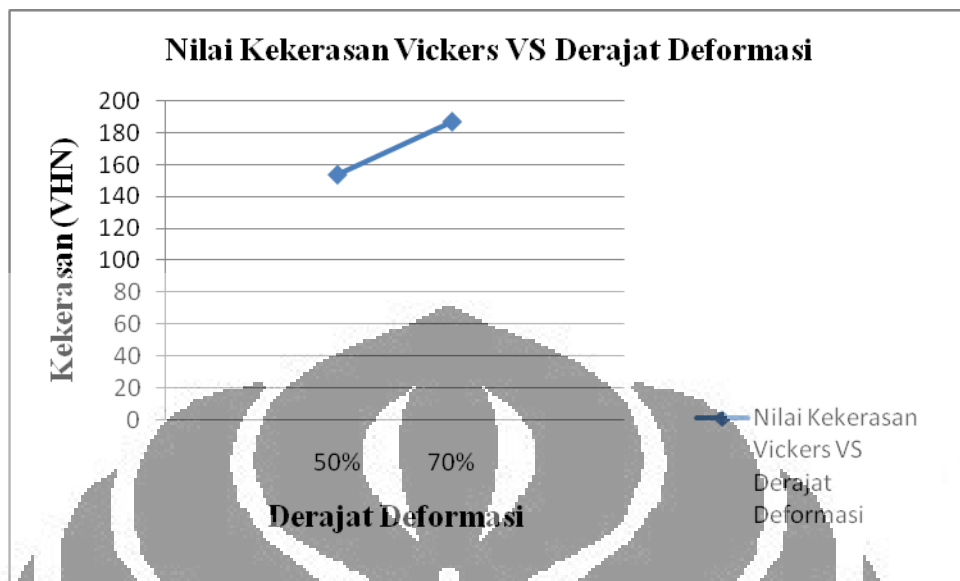 Nilai Kekerasan Vickers VS Derajat Deformasi
Kekerasan (VHN)
200
180
160
140
120
100
80
60
40
20
0
50% 70%
Derajat Deformasi
Nilai Kekerasan
Vickers VS
Derajat
Deformasi